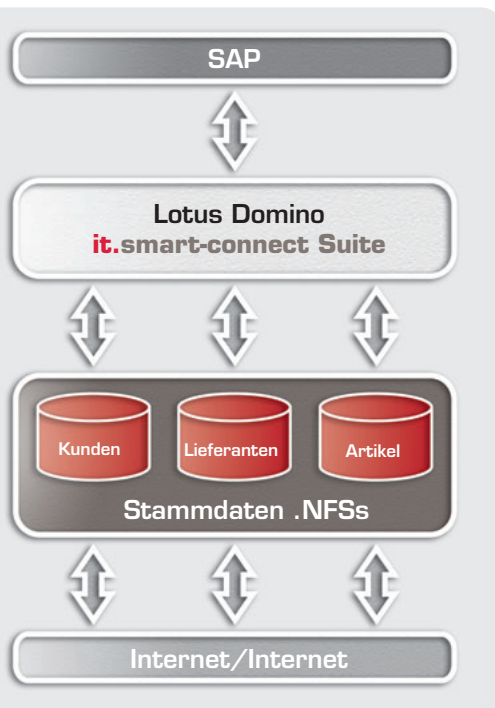 SAP
Lotus Domino
it.smart-connect Suite
Kunden
Lieferanten
Artikel
Stammdaten .NFSs
Internet/Internet